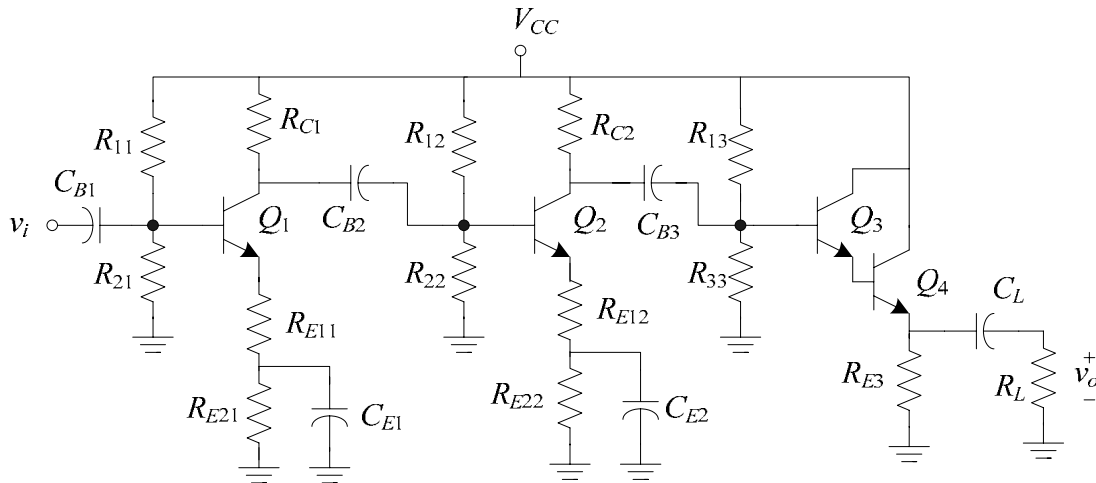 V_CC
R_C1
R_C2
R_11
R_12
R_13
C_B1
v_i
Q_1
C_B2
Q_2
C_B3
Q_3
R_21
R_22
R_33
Q_4
C_L
R_E11
R_E12
R_E3
R_L
+
v_o
−
R_E21
C_E1
R_E22
C_E2